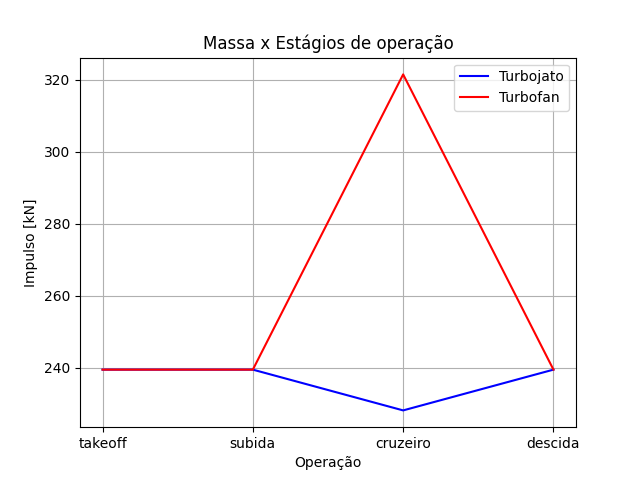 Massa x Estágios de operação
Turbojato
Turbofan
Impulso [kN]
320
300
280
260
240
takeoff subida cruzeiro descida
Operação